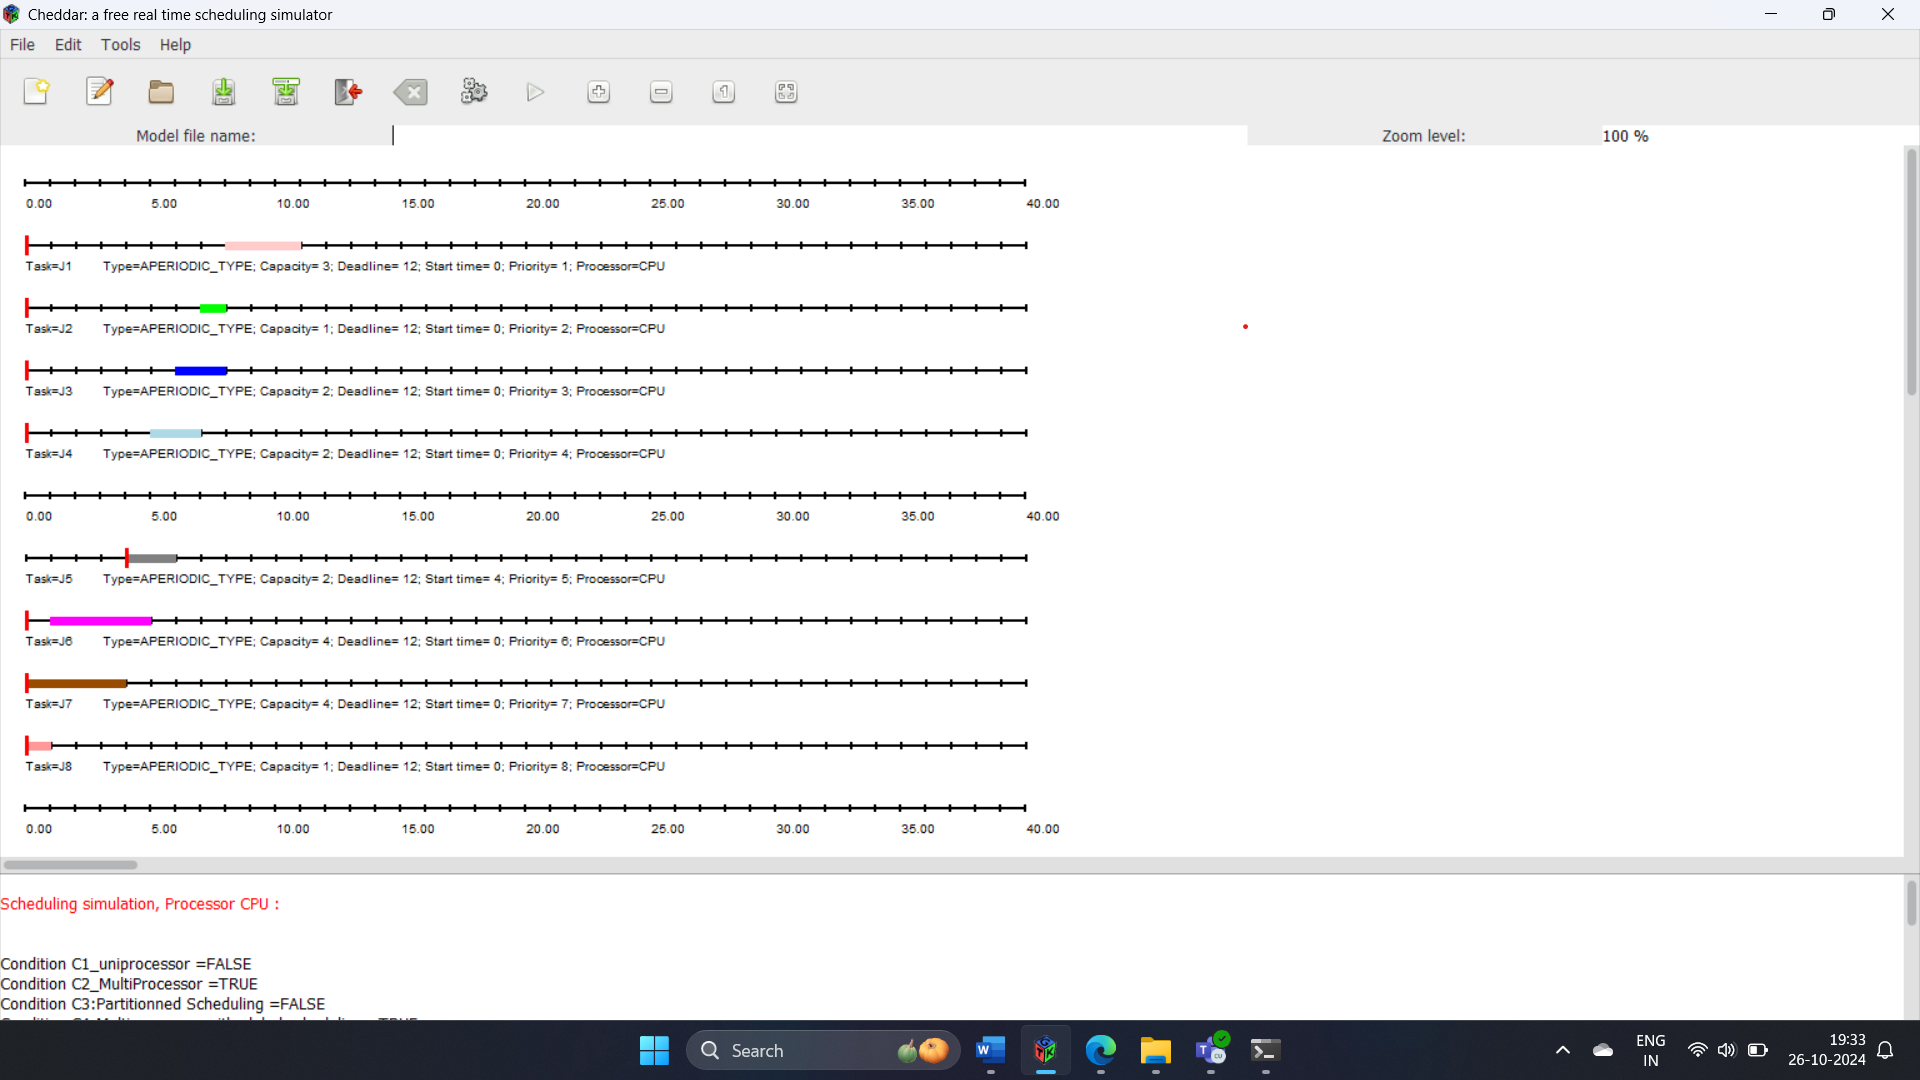 Cheddar: a free real time scheduling simulator
File Edit Tools Help
Model file name: Zoom level: 100 %
0.00 5.00 10.00 15.00 20.00 25.00 30.00 35.00 40.00
Task=J1 Type=APERIODIC_TYPE; Capacity= 3; Deadline= 12; Start time= 0; Priority= 1; Processor=CPU
Task=J2 Type=APERIODIC_TYPE; Capacity= 1; Deadline= 12; Start time= 0; Priority= 2; Processor=CPU
Task=J3 Type=APERIODIC_TYPE; Capacity= 2; Deadline= 12; Start time= 0; Priority= 3; Processor=CPU
Task=J4 Type=APERIODIC_TYPE; Capacity= 2; Deadline= 12; Start time= 0; Priority= 4; Processor=CPU
0.00 5.00 10.00 15.00 20.00 25.00 30.00 35.00 40.00
Task=J5 Type=APERIODIC_TYPE; Capacity= 2; Deadline= 12; Start time= 4; Priority= 5; Processor=CPU
Task=J6 Type=APERIODIC_TYPE; Capacity= 4; Deadline= 12; Start time= 0; Priority= 6; Processor=CPU
Task=J7 Type=APERIODIC_TYPE; Capacity= 4; Deadline= 12; Start time= 0; Priority= 7; Processor=CPU
Task=J8 Type=APERIODIC_TYPE; Capacity= 1; Deadline= 12; Start time= 0; Priority= 8; Processor=CPU
0.00 5.00 10.00 15.00 20.00 25.00 30.00 35.00 40.00
Scheduling simulation, Processor CPU :
Condition C1_uniprocessor =FALSE
Condition C2_MultiProcessor =TRUE
Condition C3:Partitionned Scheduling =FALSE
Search
ENG
IN
19:33
26-10-2024